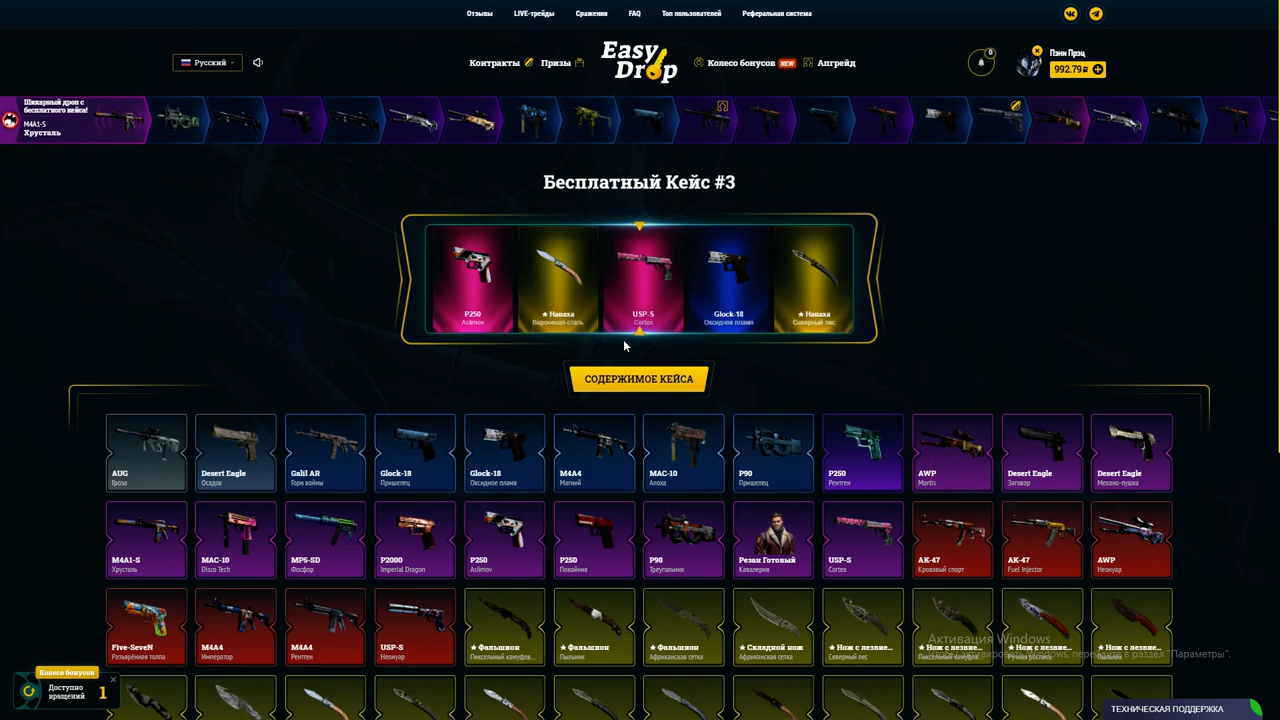 Отзывы LIVE-трейды Сражения FAQ Топ пользователей Реферальная система
Русский
Контракты Призы
Easy Drop
Колесо бонусов NEW Апгрейд
0
Пэни Прэц
992.79₽
Шикарный дроп с
бесплатного кейса!
M4A1-S
Хрусталь
Бесплатный Кейс #3
P250 ★ Наваха USP-S Glock-18 ★ Наваха
Asiimov Вороненая сталь Cortex Оксидное пламя Северный лес
СОДЕРЖИМОЕ КЕЙСА
AUG Desert Eagle Galil AR Glock-18 Glock-18 M4A4 MAC-10 P90 P250 AWP Desert Eagle Desert Eagle
Гроза Осадок Горн войны Пришелец Оксидное пламя Магний Алоха Пришелец Рентген Mortis Заговор Механо-пушка
M4A1-S MAC-10 MP5-SD P2000 P250 P250 P90 Резан Готовый USP-S AK-47 AK-47 AWP
Хрусталь Disco Tech Фосфор Imperial Dragon Asiimov Покойник Треугольник Кавалерия Cortex Кровавый спорт Fuel Injector Неонуар
Five-SeveN M4A4 M4A4 USP-S ★ Фальшион ★ Фальшион ★ Фальшион ★ Складной нож ★ Нож с лезвие... ★ Нож с лезвие... ★ Нож с лезвие... ★ Нож с лезвие...
Разъярённая толпа Император Рентген Неонуар Пиксельный камуфля... Пыльник Африканская сетка Африканская сетка Северный лес Пиксельный камуфля... Ручная роспись Пыльник
Активация Windows
перейдите в раздел "Параметры".
Колесо бонусов
Доступно
вращений 1
ТЕХНИЧЕСКАЯ ПОДДЕРЖКА